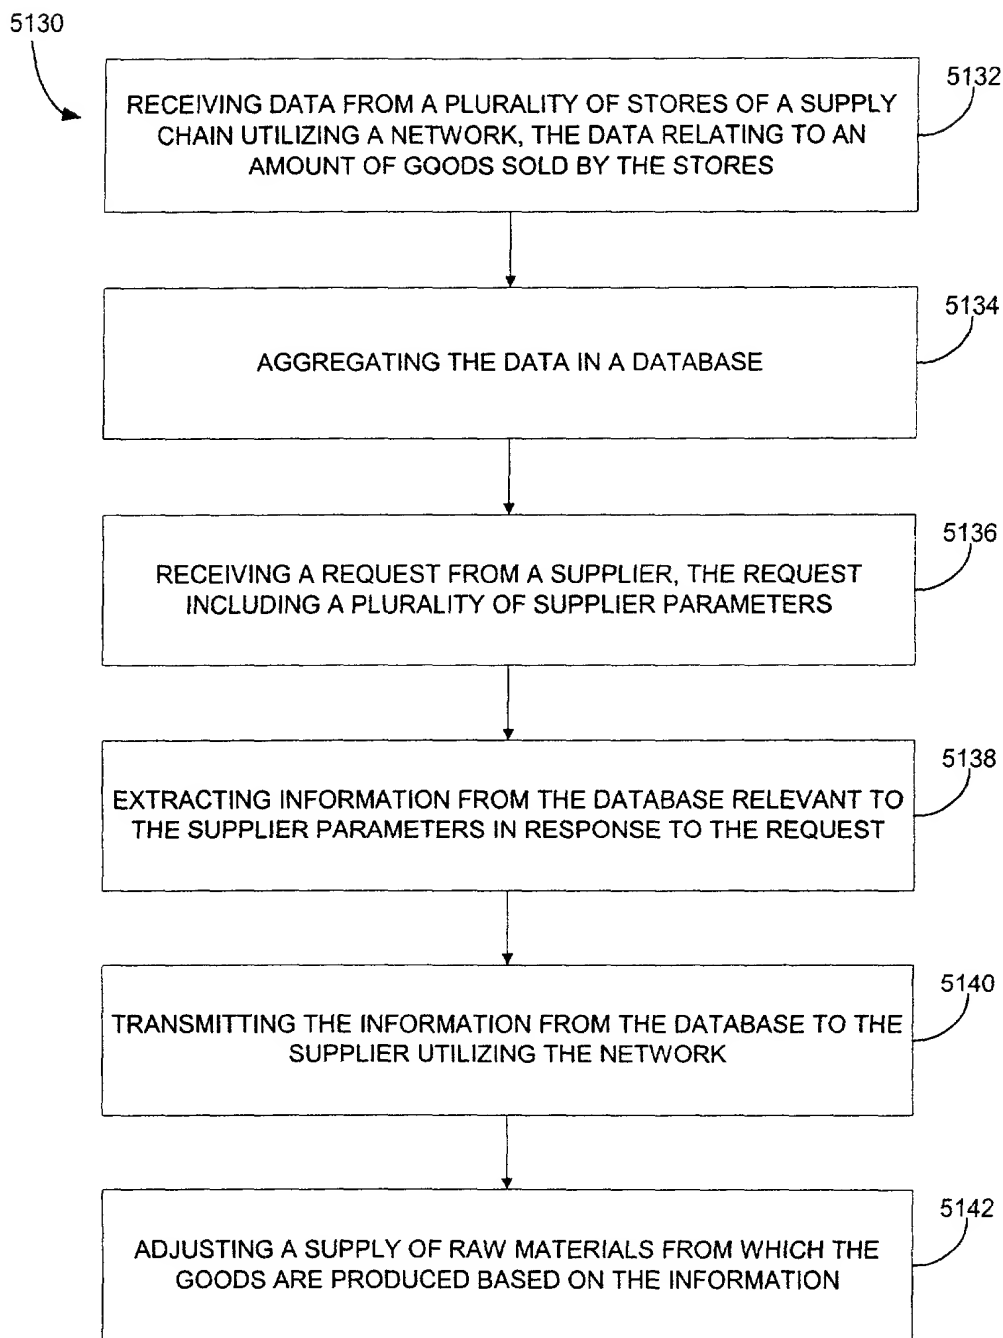 5130
5132
RECEIVING DATA FROM A PLURALITY OF STORES OF A SUPPLY
CHAIN UTILIZING A NETWORK, THE DATA RELATING TO AN
AMOUNT OF GOODS SOLD BY THE STORES
5134
AGGREGATING THE DATA IN A DATABASE
5136
RECEIVING A REQUEST FROM A SUPPLIER, THE REQUEST
INCLUDING A PLURALITY OF SUPPLIER PARAMETERS
5138
EXTRACTING INFORMATION FROM THE DATABASE RELEVANT TO
THE SUPPLIER PARAMETERS IN RESPONSE TO THE REQUEST
5140
TRANSMITTING THE INFORMATION FROM THE DATABASE TO THE
SUPPLIER UTILIZING THE NETWORK
5142
ADJUSTING A SUPPLY OF RAW MATERIALS FROM WHICH THE
GOODS ARE PRODUCED BASED ON THE INFORMATION